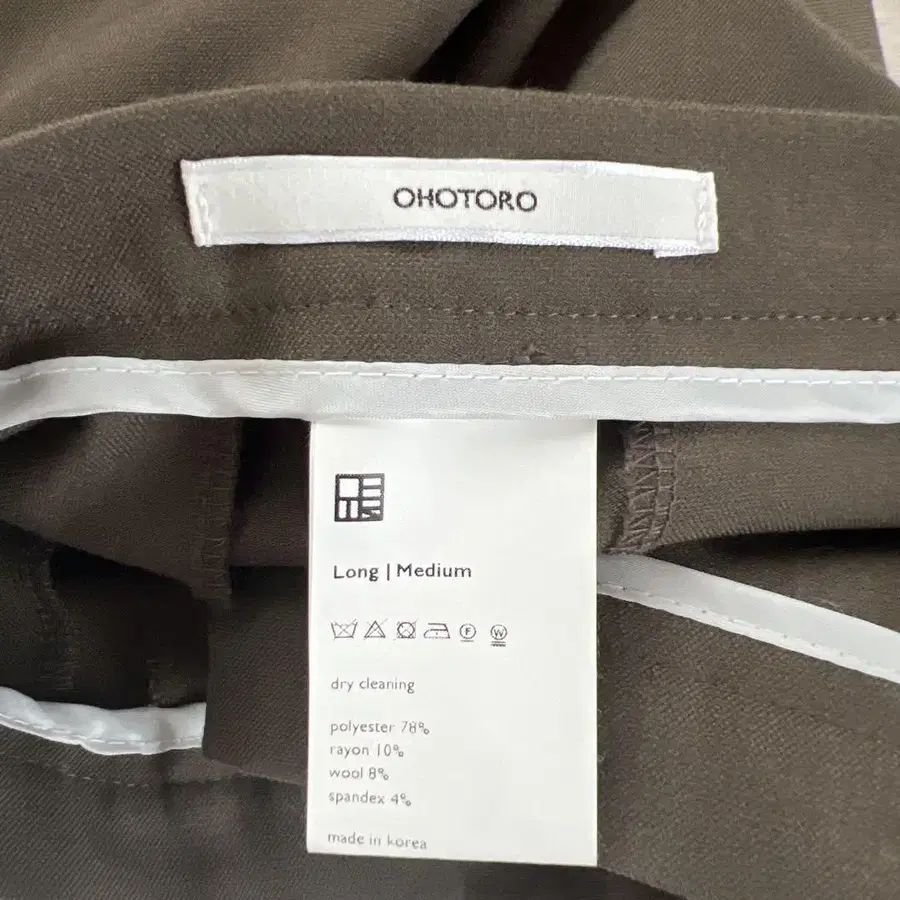 OHOTORO
Long | Medium
F W
dry cleaning
polyester 78%
rayon 10%
wool 8%
spandex 4%
made in korea